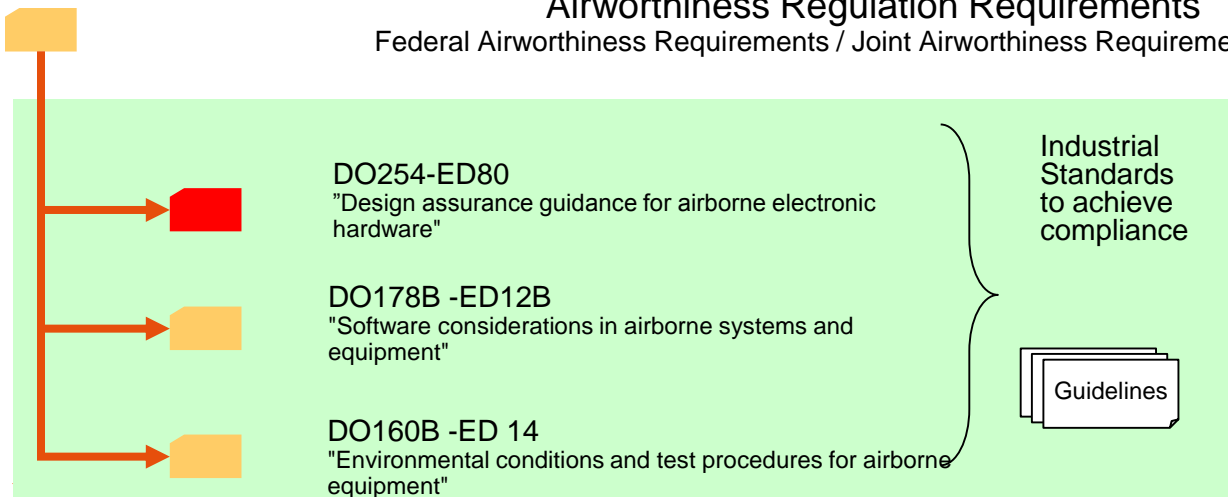 Airworthiness Regulation Requirements
Federal Airworthiness Requirements / Joint Airworthiness Requireme
DO254-ED80
”Design assurance guidance for airborne electronic
hardware"
Industrial
Standards
to achieve
compliance
DO178B -ED12B
"Software considerations in airborne systems and
equipment"
Guidelines
DO160B -ED 14
"Environmental conditions and test procedures for airborne
equipment"